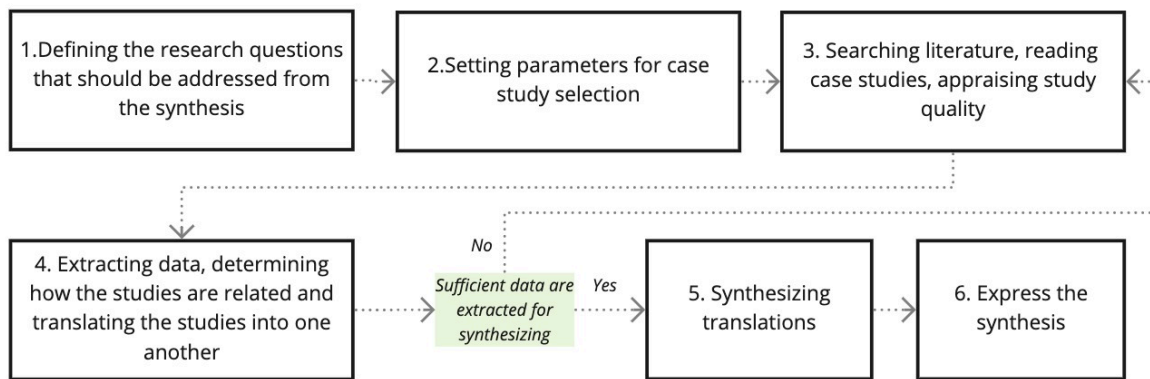 1.Defining the research questions
that should be addressed from
the synthesis
2.Setting parameters for case
study selection
3. Searching literature, reading
case studies, appraising study
quality
4. Extracting data, determining
how the studies are related and
translating the studies into one
another
No
Sufficient data are
extracted for
synthesizing
Yes
5. Synthesizing
translations
6. Express the
synthesis